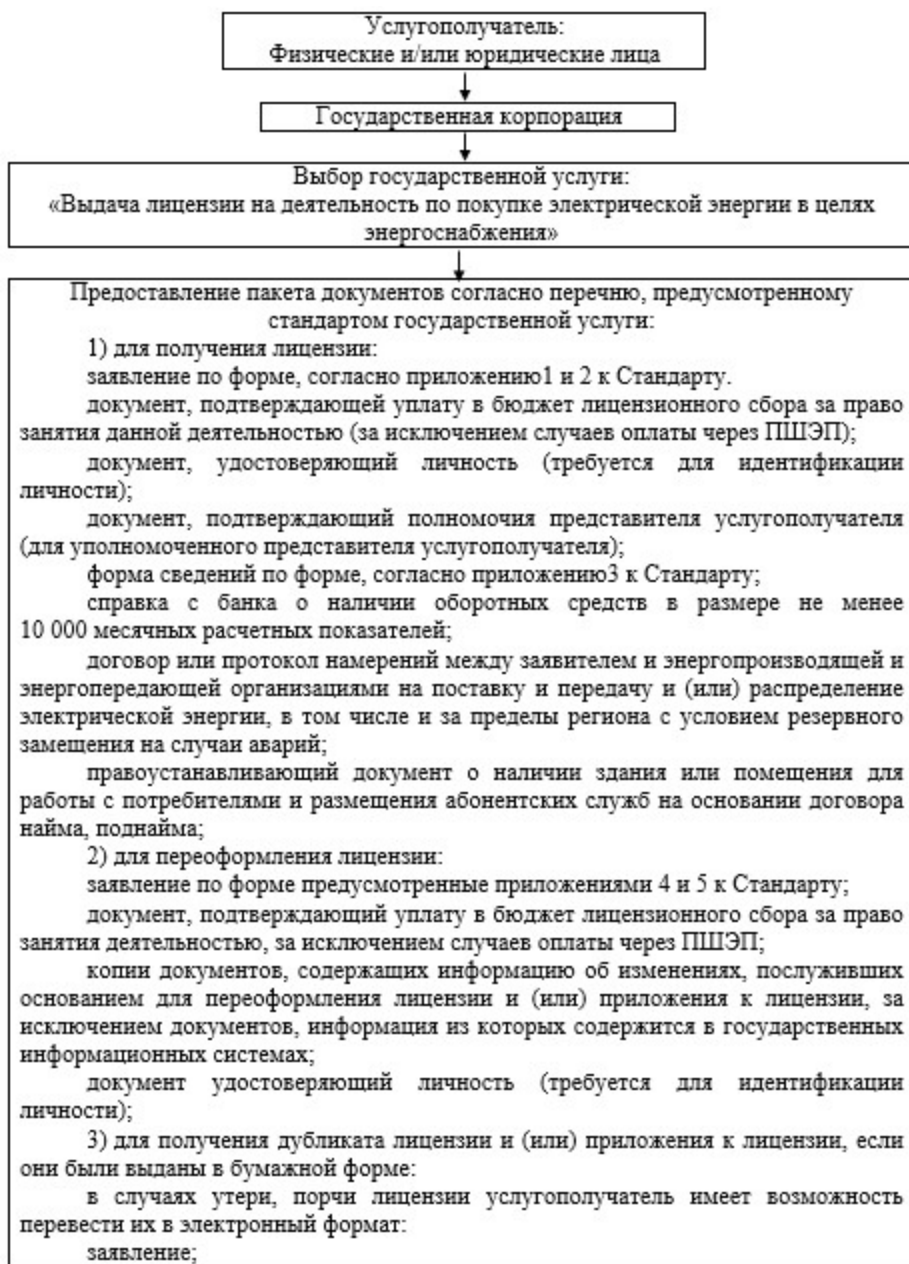 Услугополучатель:
Физические и/или юридические лица
Государственная корпорация
Выбор государственной услуги:
«Выдача лицензии на деятельность по покупке электрической энергии в целях
энергоснабжения»
Предоставление пакета документов согласно перечню, предусмотренному
стандартом государственной услуги:
1) для получения лицензии:
заявление по форме, согласно приложению1 и 2 к Стандарту.
документ, подтверждающей уплату в бюджет лицензионного сбора за право
занятия данной деятельностью (за исключением случаев оплаты через ПШЭП);
документ, удостоверяющий личность (требуется для идентификации
личности);
документ, подтверждающий полномочия представителя услугополучателя
(для уполномоченного представителя услугополучателя);
форма сведений по форме, согласно приложению3 к Стандарту;
справка с банка о наличии оборотных средств в размере не менее
10 000 месячных расчетных показателей;
договор или протокол намерений между заявителем и энергопроизводящей и
энергопередающей организациями на поставку и передачу и (или) распределение
электрической энергии, в том числе и за пределы региона с условием резервного
замещения на случаи аварий;
правоустанавливающий документ о наличии здания или помещения для
работы с потребителями и размещения абонентских служб на основании договора
найма, поднайма;
2) для переоформления лицензии:
заявление по форме предусмотренные приложениями 4 и 5 к Стандарту;
документ, подтверждающий уплату в бюджет лицензионного сбора за право
занятия деятельностью, за исключением случаев оплаты через ПШЭП;
копии документов, содержащих информацию об изменениях, послуживших
основанием для переоформления лицензии и (или) приложения к лицензии, за
исключением документов, информация из которых содержится в государственных
информационных системах;
документ удостоверяющий личность (требуется для идентификации
личности);
3) для получения дубликата лицензии и (или) приложения к лицензии, если
они были выданы в бумажной форме:
в случаях утери, порчи лицензии услугополучатель имеет возможность
перевести их в электронный формат:
заявление;